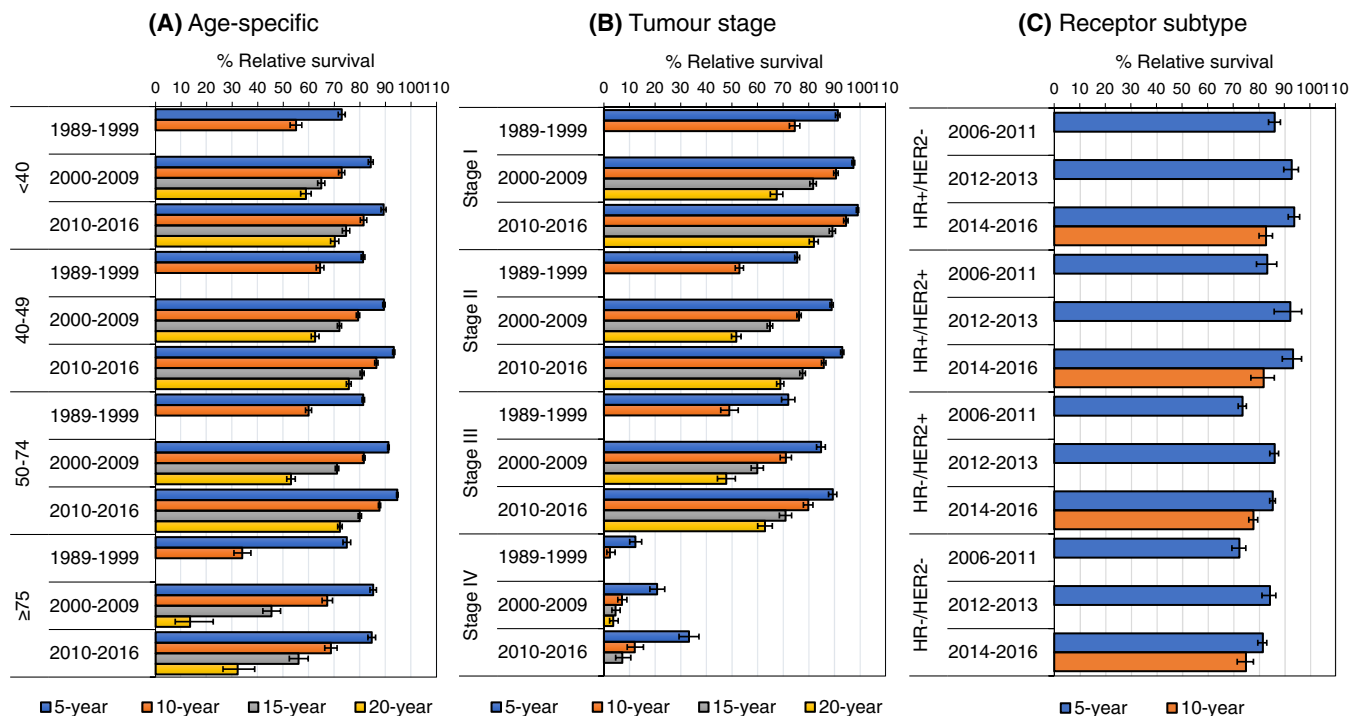 (A) Age-specific
% Relative survival
0 10 20 30 40 50 60 70 80 90 100 110
<40
1989-1999
2000-2009
2010-2016
40-49
1989-1999
2000-2009
2010-2016
50-74
1989-1999
2000-2009
2010-2016
≥75
1989-1999
2000-2009
2010-2016
5-year 10-year 15-year 20-year
(B) Tumour stage
% Relative survival
0 10 20 30 40 50 60 70 80 90 100 110
Stage I
1989-1999
2000-2009
2010-2016
Stage II
1989-1999
2000-2009
2010-2016
Stage III
1989-1999
2000-2009
2010-2016
Stage IV
1989-1999
2000-2009
2010-2016
5-year 10-year 15-year 20-year
(C) Receptor subtype
% Relative survival
0 10 20 30 40 50 60 70 80 90 100 110
HR+/HER2-
2006-2011
2012-2013
2014-2016
HR+/HER2+
2006-2011
2012-2013
2014-2016
HR-/HER2+
2006-2011
2012-2013
2014-2016
HR-/HER2-
2006-2011
2012-2013
2014-2016
5-year 10-year